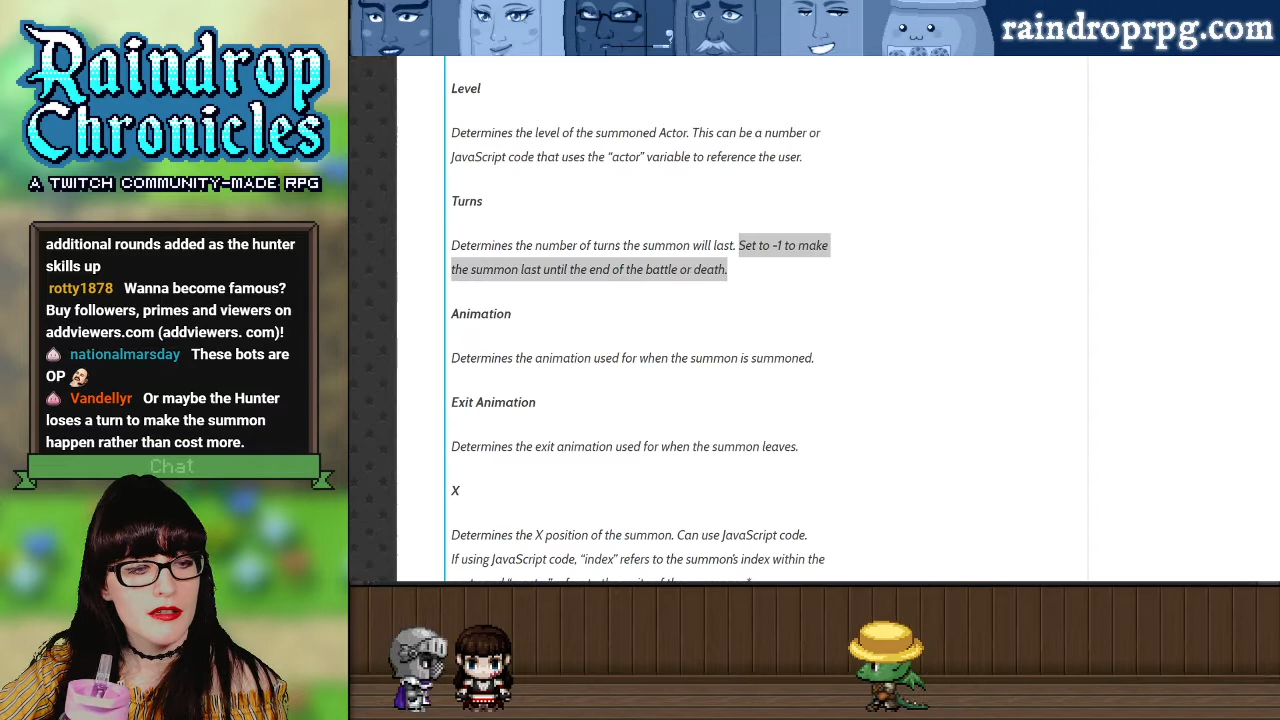 Raindrop
Chronicles
A TWITCH COMMUNITY-MADE RPG
additional rounds added as the hunter
skills up
rotty1878 Wanna become famous?
Buy followers, primes and viewers on
addviewers.com (addviewers. com)!
nationalmarsday These bots are
OP
Vandellyr Or maybe the Hunter
loses a turn to make the summon
happen rather than cost more.
Chat
raindroprpg.com
Level
Determines the level of the summoned Actor. This can be a number or
JavaScript code that uses the “actor” variable to reference the user.
Turns
Determines the number of turns the summon will last. Set to -1 to make
the summon last until the end of the battle or death.
Animation
Determines the animation used for when the summon is summoned.
Exit Animation
Determines the exit animation used for when the summon leaves.
X
Determines the X position of the summon. Can use JavaScript code.
If using JavaScript code, “index” refers to the summon's index within the